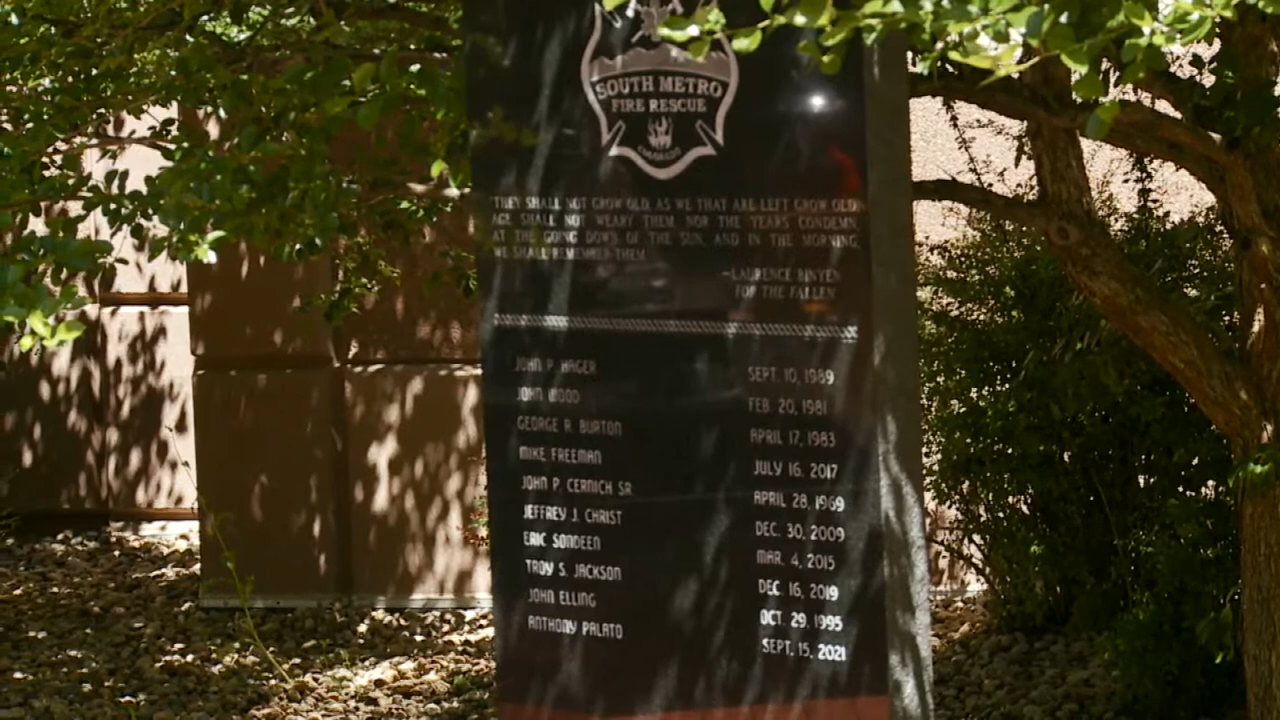 SOUTH METRO
FIRE RESCUE
COLORADO
"THEY SHALL NOT GROW OLD, AS WE THAT ARE LEFT GROW OLD:
AGE SHALL NOT WEARY THEM, NOR THE YEARS CONDEMN.
AT THE GOING DOWN OF THE SUN, AND IN THE MORNING,
WE SHALL REMEMBER THEM.
–LAURENCE BINYEN
FOR THE FALLEN
JOHN P. HAGER SEPT. 10, 1989
JOHN WOOD FEB. 20, 1981
GEORGE R. BURTON APRIL 17, 1983
MIKE FREEMAN JULY 16, 2017
JOHN P. CERNICH SR. APRIL 28, 1969
JEFFREY J. CHRIST DEC. 30, 2009
ERIC SONDEEN MAR. 4, 2015
TROY S. JACKSON DEC. 16, 2019
JOHN ELLING OCT. 29, 1995
ANTHONY PALATO SEPT. 15, 2021